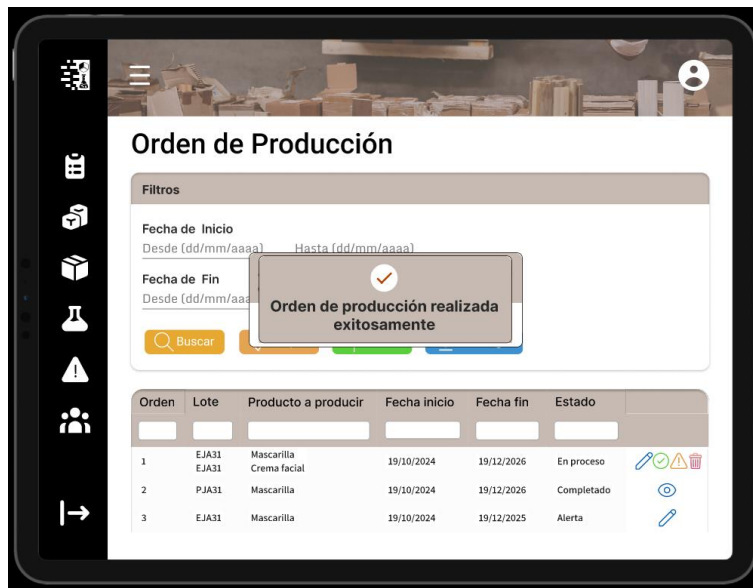 Orden de Producción
Filtros
Fecha de Inicio
Desde (dd/mm/aaaa) Hasta (dd/mm/aaaa)
Fecha de Fin
Desde (dd/mm/aaa
Orden de producción realizada
exitosamente
Buscar
Orden Lote Producto a producir Fecha inicio Fecha fin Estado
1 EJA31 Mascarilla 19/10/2024 19/12/2026 En proceso
EJA31 Crema facial
2 PJA31 Mascarilla 19/10/2024 19/12/2026 Completado
3 EJA31 Mascarilla 19/10/2024 19/12/2025 Alerta